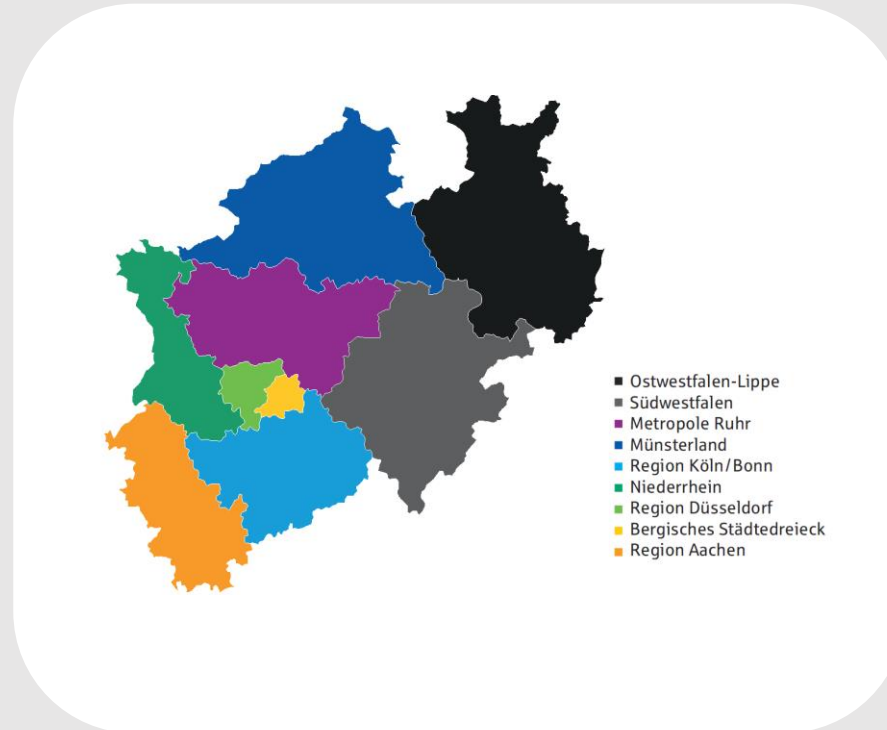 Ostwestfalen-Lippe
Südwestfalen
Metropole Ruhr
Münsterland
Region Köln/Bonn
Niederrhein
Region Düsseldorf
Bergisches Städtedreieck
Region Aachen